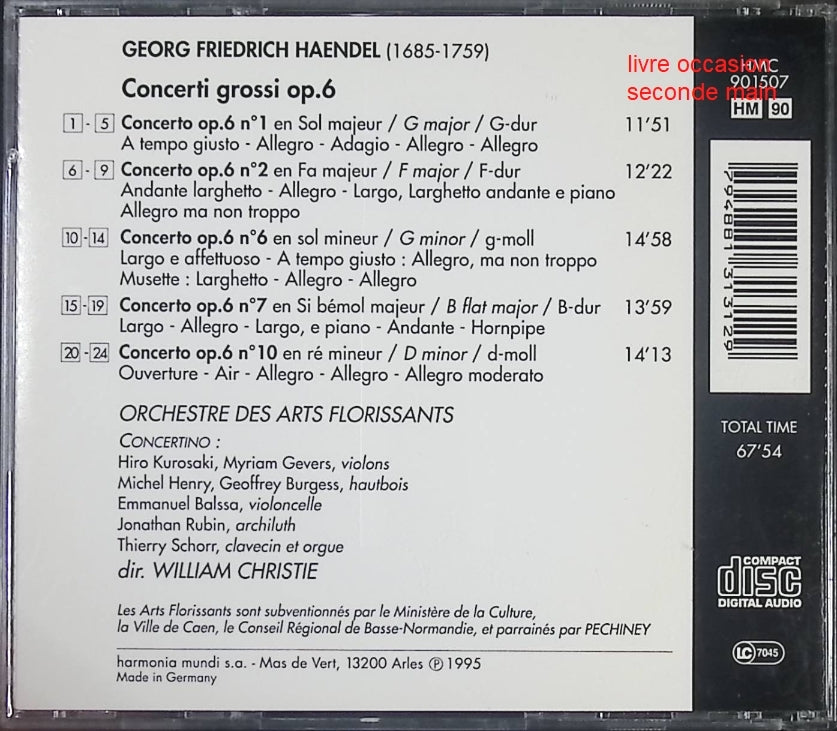 GEORG FRIEDRICH HAENDEL (1685-1759)
Concerti grossi op.6
1 - 5 Concerto op.6 n°1 en Sol majeur / G major / G-dur 11'51
A tempo giusto - Allegro - Adagio - Allegro - Allegro
6 - 9 Concerto op.6 n°2 en Fa majeur / F major / F-dur 12'22
Andante larghetto - Allegro - Largo, Larghetto andante e piano
Allegro ma non troppo
10 - 14 Concerto op.6 n°6 en sol mineur / G minor / g-moll 14'58
Largo e affettuoso - A tempo giusto : Allegro, ma non troppo
Musette : Larghetto - Allegro - Allegro
15 - 19 Concerto op.6 n°7 en Si bémol majeur / B flat major / B-dur 13'59
Largo - Allegro - Largo, e piano - Andante - Hornpipe
20 - 24 Concerto op.6 n°10 en ré mineur / D minor / d-moll 14'13
Ouverture - Air - Allegro - Allegro - Allegro moderato
ORCHESTRE DES ARTS FLORISSANTS
CONCERTINO :
Hiro Kurosaki, Myriam Gevers, violons
Michel Henry, Geoffrey Burgess, hautbois
Emmanuel Balssa, violoncelle
Jonathan Rubin, archiluth
Thierry Schorr, clavecin et orgue
dir. WILLIAM CHRISTIE
Les Arts Florissants sont subventionnés par le Ministère de la Culture,
la Ville de Caen, le Conseil Régional de Basse-Normandie, et parrainés par PECHINEY
harmonia mundi s.a. - Mas de Vert, 13200 Arles Ⓟ 1995
Made in Germany
livre occasion
seconde main
HMC
901507
HM 90
794881 313129
TOTAL TIME
67'54
COMPACT
disc
DIGITAL AUDIO
LC 7045